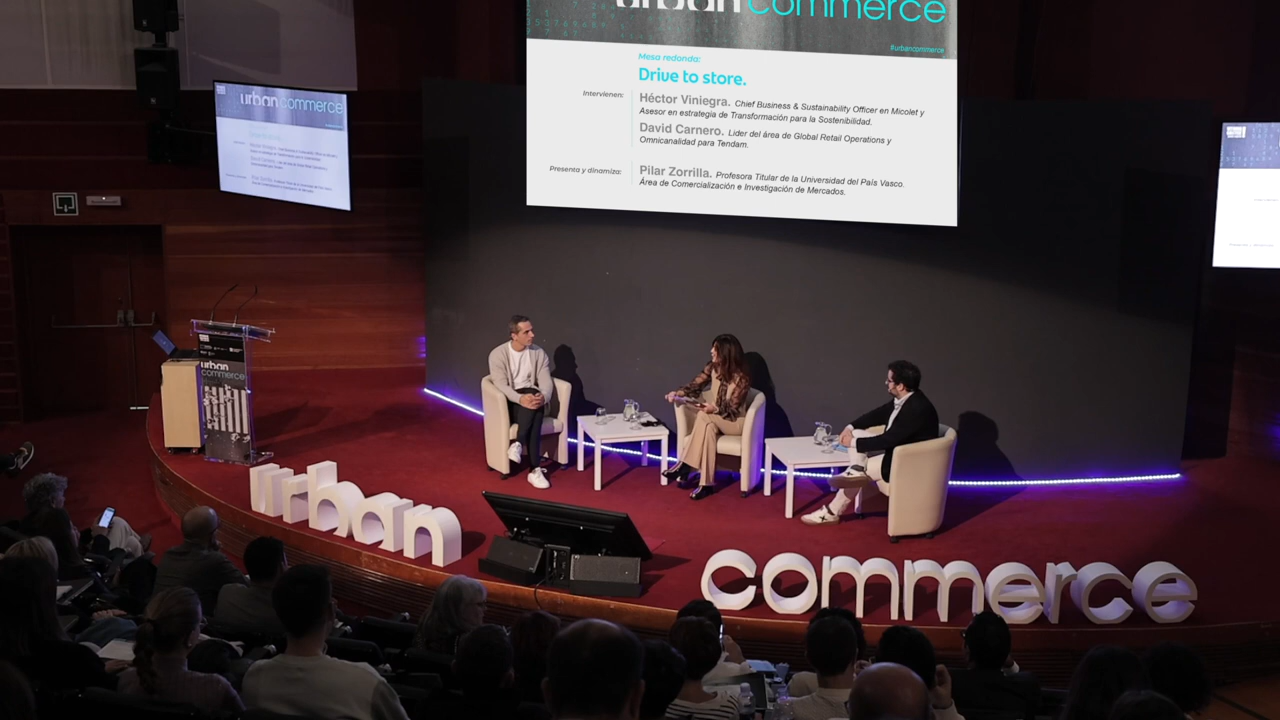 urban commerce
#urbancommerce
Mesa redonda:
Drive to store.
Intervienen:
Héctor Viniegra. Chief Business & Sustainability Officer en Micolet y
Asesor en estrategia de Transformación para la Sostenibilidad.
David Carnero. Lider del área de Global Retail Operations y
Omnicanalidad para Tendam.
Presenta y dinamiza:
Pilar Zorrilla. Profesora Titular de la Universidad del País Vasco.
Área de Comercialización e Investigación de Mercados.
urban commerce
urban
commerce
urban
commerce